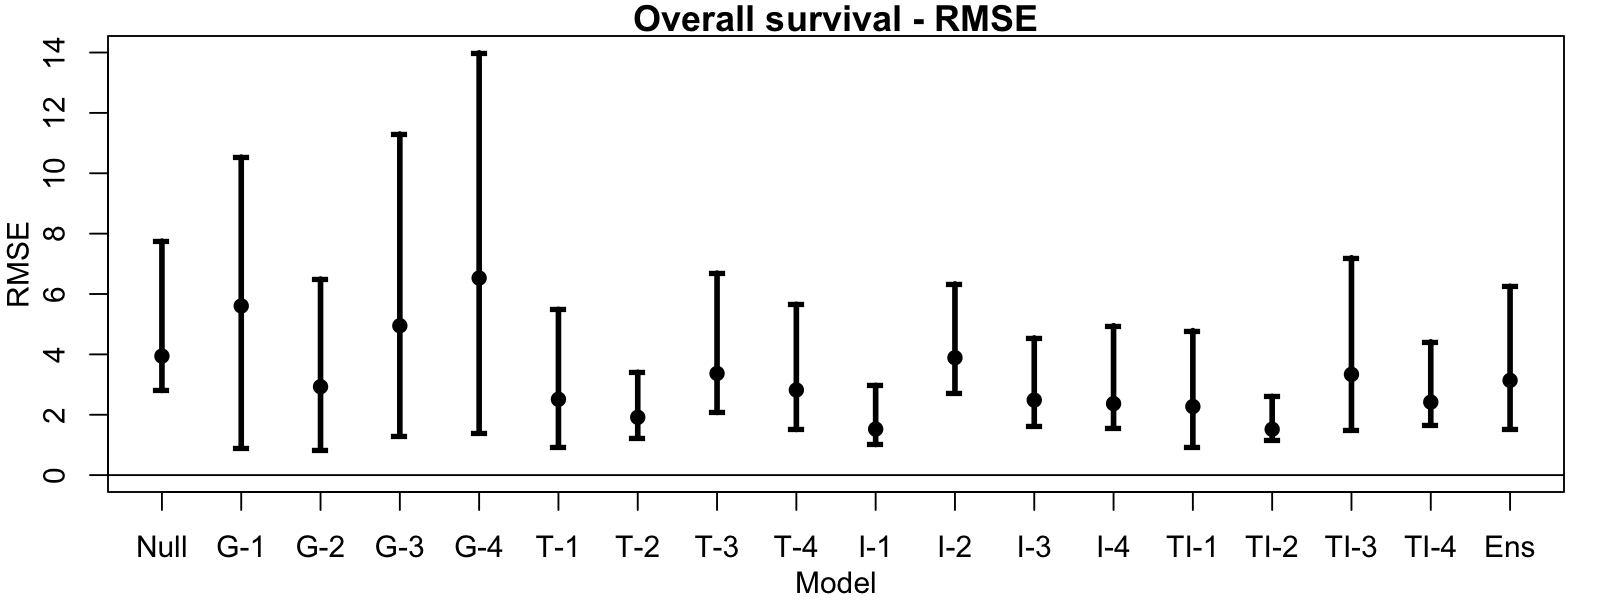 Overall survival - RMSE
RMSE
14
12
10
8
6
4
2
0
Null G-1 G-2 G-3 G-4 T-1 T-2 T-3 T-4 I-1 I-2 I-3 I-4 TI-1 TI-2 TI-3 TI-4 Ens
Model